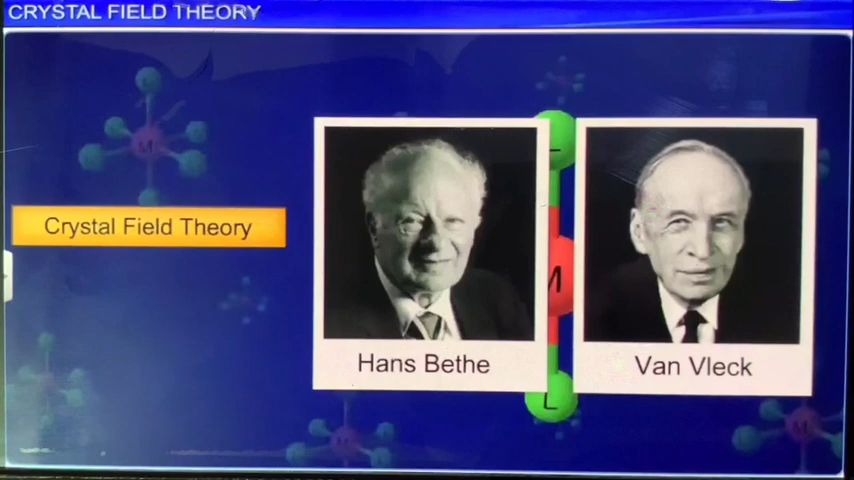 CRYSTAL FIELD THEORY
Crystal Field Theory
Hans Bethe
Van Vleck
L
M
L
M
M
M